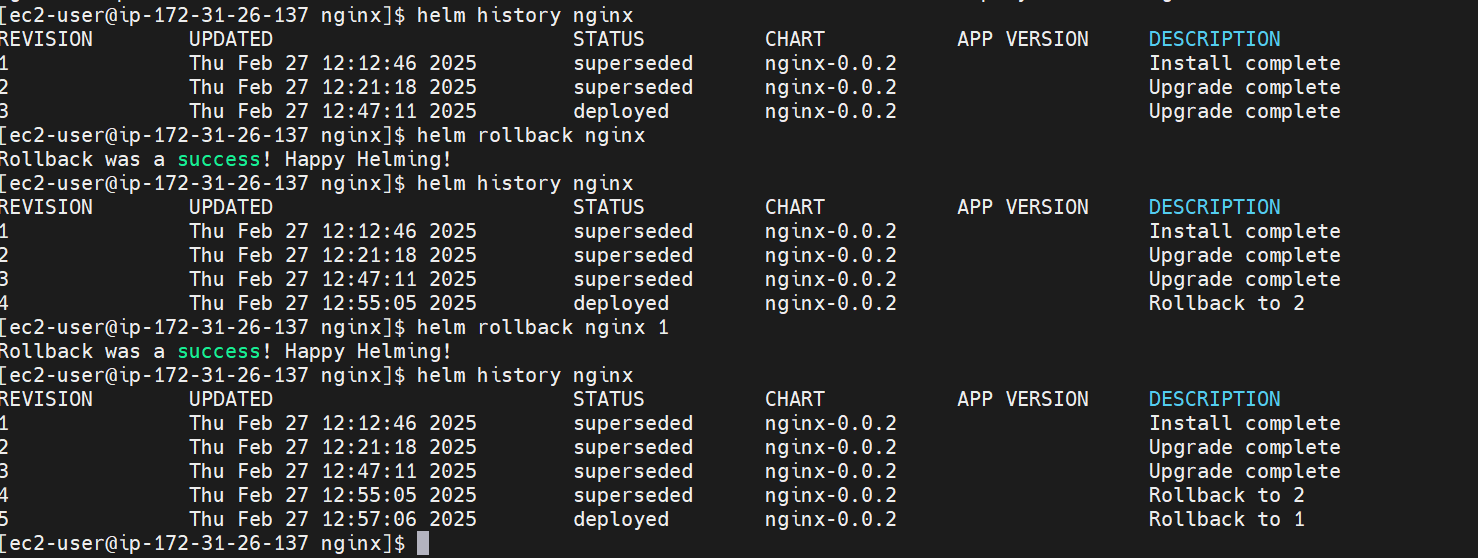 [ec2-user@ip-172-31-26-137 nginx]$ helm history nginx
REVISION        UPDATED                         STATUS          CHART           APP VERSION     DESCRIPTION
1               Thu Feb 27 12:12:46 2025        superseded      nginx-0.0.2                     Install complete
2               Thu Feb 27 12:21:18 2025        superseded      nginx-0.0.2                     Upgrade complete
3               Thu Feb 27 12:47:11 2025        deployed        nginx-0.0.2                     Upgrade complete
[ec2-user@ip-172-31-26-137 nginx]$ helm rollback nginx
Rollback was a success! Happy Helming!
[ec2-user@ip-172-31-26-137 nginx]$ helm history nginx
REVISION        UPDATED                         STATUS          CHART           APP VERSION     DESCRIPTION
1               Thu Feb 27 12:12:46 2025        superseded      nginx-0.0.2                     Install complete
2               Thu Feb 27 12:21:18 2025        superseded      nginx-0.0.2                     Upgrade complete
3               Thu Feb 27 12:47:11 2025        superseded      nginx-0.0.2                     Upgrade complete
4               Thu Feb 27 12:55:05 2025        deployed        nginx-0.0.2                     Rollback to 2
[ec2-user@ip-172-31-26-137 nginx]$ helm rollback nginx 1
Rollback was a success! Happy Helming!
[ec2-user@ip-172-31-26-137 nginx]$ helm history nginx
REVISION        UPDATED                         STATUS          CHART           APP VERSION     DESCRIPTION
1               Thu Feb 27 12:12:46 2025        superseded      nginx-0.0.2                     Install complete
2               Thu Feb 27 12:21:18 2025        superseded      nginx-0.0.2                     Upgrade complete
3               Thu Feb 27 12:47:11 2025        superseded      nginx-0.0.2                     Upgrade complete
4               Thu Feb 27 12:55:05 2025        superseded      nginx-0.0.2                     Rollback to 2
5               Thu Feb 27 12:57:06 2025        deployed        nginx-0.0.2                     Rollback to 1
[ec2-user@ip-172-31-26-137 nginx]$